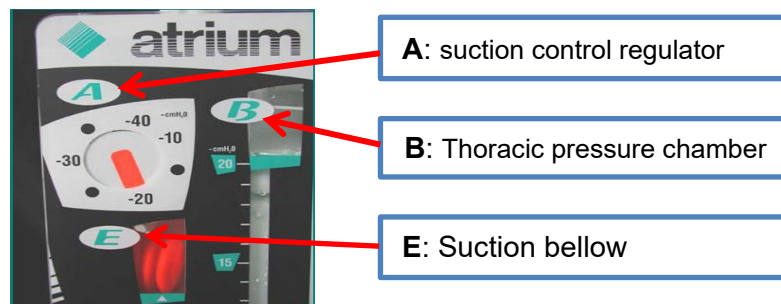 atrium
A
A: suction control regulator
-cmH₂O
-40
-10
-30
-20
B
B: Thoracic pressure chamber
-cmH₂O
20
E
E: Suction bellow
15